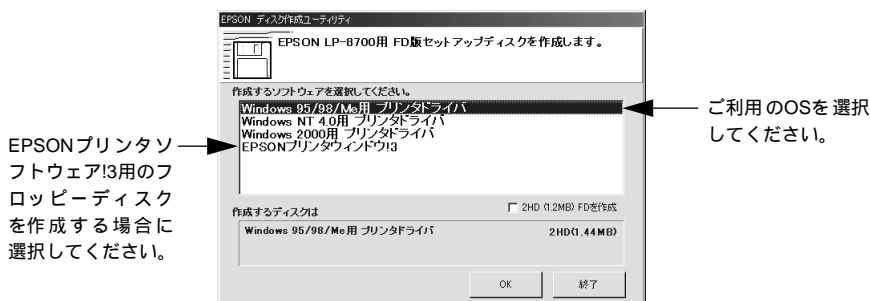 EPSON ディスク作成ユーティリティ
EPSON LP-8700用 FD版セットアップディスクを作成します。
作成するソフトウェアを選択してください。
Windows 95/98/Me用 プリンタドライバ
Windows NT 4.0用 プリンタドライバ
Windows 2000用 プリンタドライバ
EPSONプリンタウィンドウ!3
ご利用のOSを選択
してください。
EPSONプリンタソ
フトウェア!3用のフ
ロッピーディスク
を作成する場合に
選択してください。
作成するディスクは
2HD (1.2MB) FDを作成
Windows 95/98/Me用 プリンタドライバ 2HD(1.44MB)
OK 終了